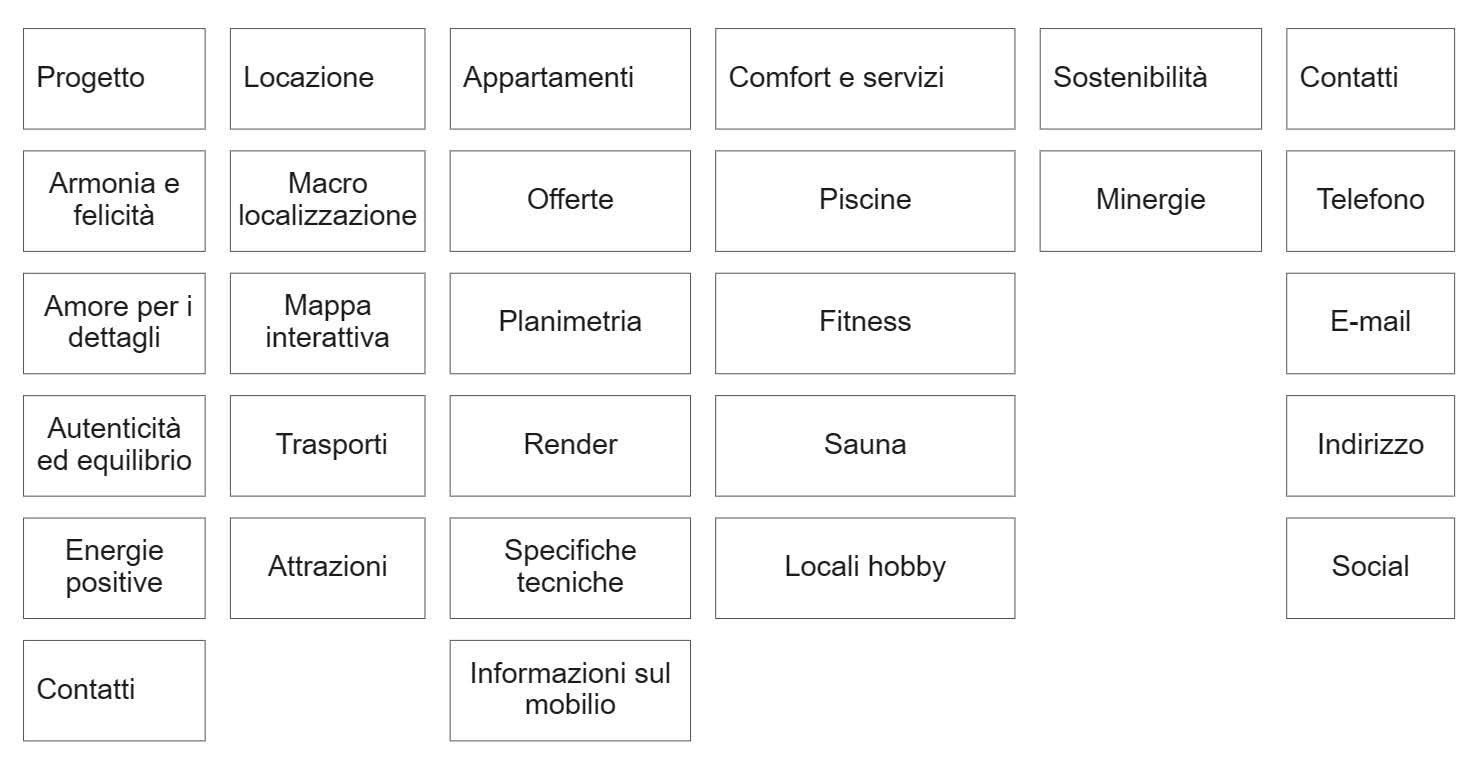 Progetto
Locazione
Appartamenti
Comfort e servizi
Sostenibilità
Contatti
Armonia e
felicità
Macro
localizzazione
Offerte
Piscine
Minergie
Telefono
Amore per i
dettagli
Mappa
interattiva
Planimetria
Fitness
E-mail
Autenticità
ed equilibrio
Trasporti
Render
Sauna
Indirizzo
Energie
positive
Attrazioni
Specifiche
tecniche
Locali hobby
Social
Contatti
Informazioni sul
mobilio